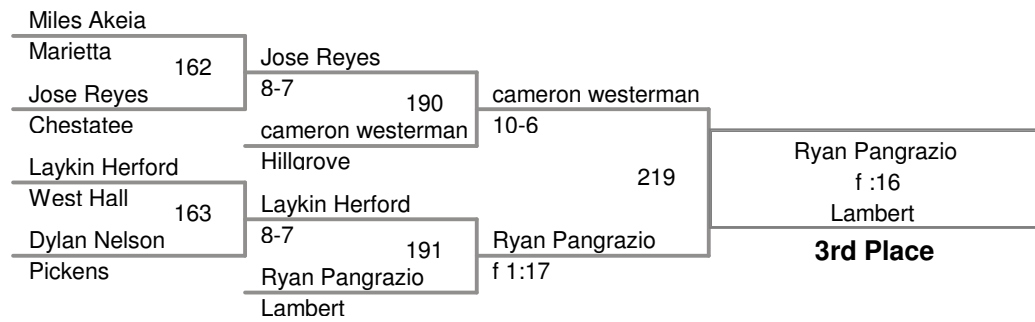 Miles Akeia
Marietta
162
Jose Reyes
Chestatee
Laykin Herford
West Hall
163
Dylan Nelson
Pickens
Jose Reyes
8-7
190
cameron westerman
Hillgrove
Laykin Herford
8-7
191
Ryan Pangrazio
Lambert
cameron westerman
10-6
219
Ryan Pangrazio
f 1:17
Ryan Pangrazio
f :16
Lambert
3rd Place